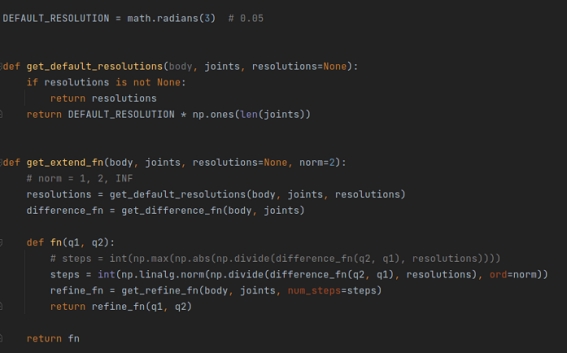 DEFAULT_RESOLUTION = math.radians(3)  # 0.05
def get_default_resolutions(body, joints, resolutions=None):
    if resolutions is not None:
        return resolutions
    return DEFAULT_RESOLUTION * np.ones(len(joints))
def get_extend_fn(body, joints, resolutions=None, norm=2):
    # norm = 1, 2, INF
    resolutions = get_default_resolutions(body, joints, resolutions)
    difference_fn = get_difference_fn(body, joints)
    def fn(q1, q2):
        # steps = int(np.max(np.abs(np.divide(difference_fn(q2, q1), resolutions))))
        steps = int(np.linalg.norm(np.divide(difference_fn(q2, q1), resolutions), ord=norm))
        refine_fn = get_refine_fn(body, joints, num_steps=steps)
        return refine_fn(q1, q2)
    return fn